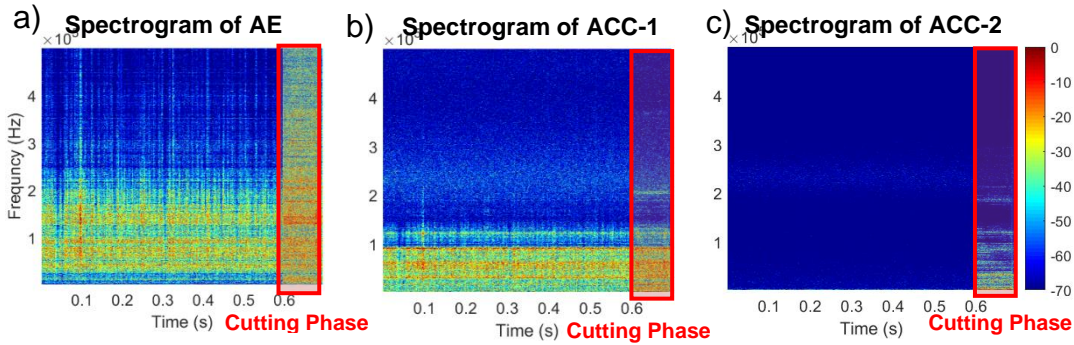 a)
Spectrogram of AE
Frequncy (Hz)
4
3
2
1
0.1 0.2 0.3 0.4 0.5 0.6
Time (s)
Cutting Phase
b)
Spectrogram of ACC-1
4
3
2
1
0.1 0.2 0.3 0.4 0.5 0.6
Time (s)
Cutting Phase
c)
Spectrogram of ACC-2
4
3
2
1
0.1 0.2 0.3 0.4 0.5 0.6
Time (s)
Cutting Phase
0
-10
-20
-30
-40
-50
-60
-70